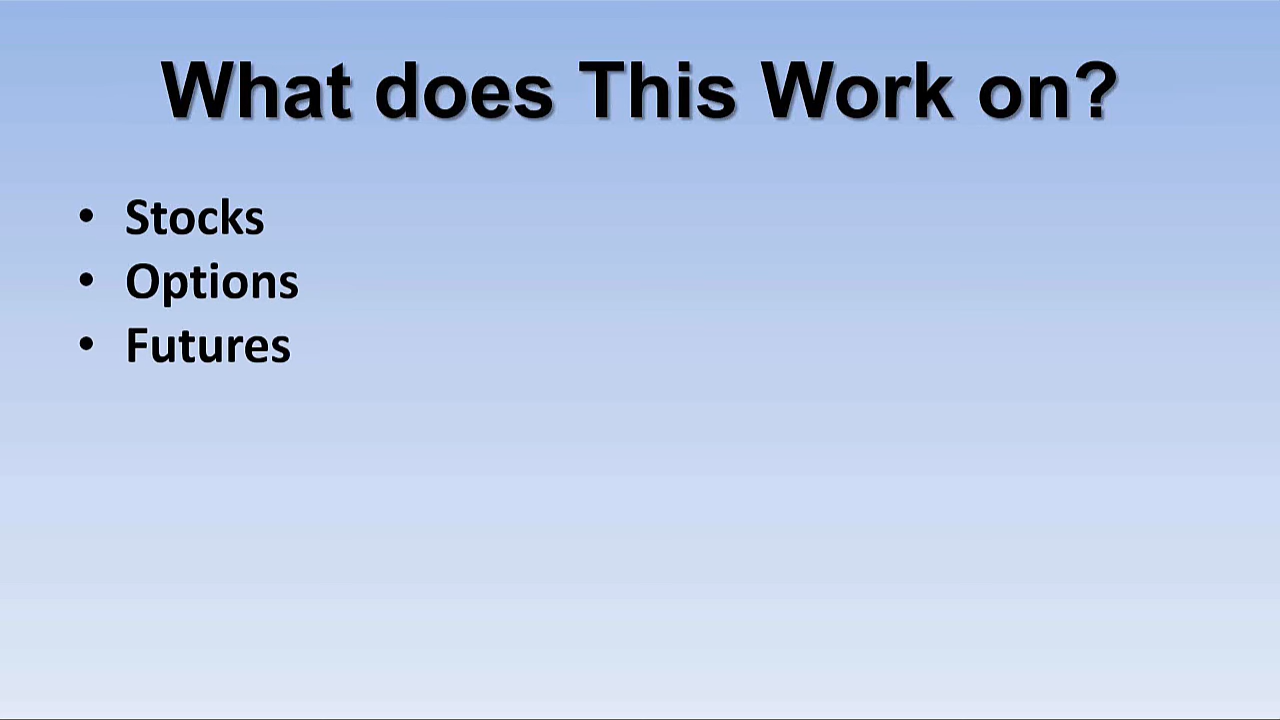 What does This Work on?
• Stocks
• Options
• Futures